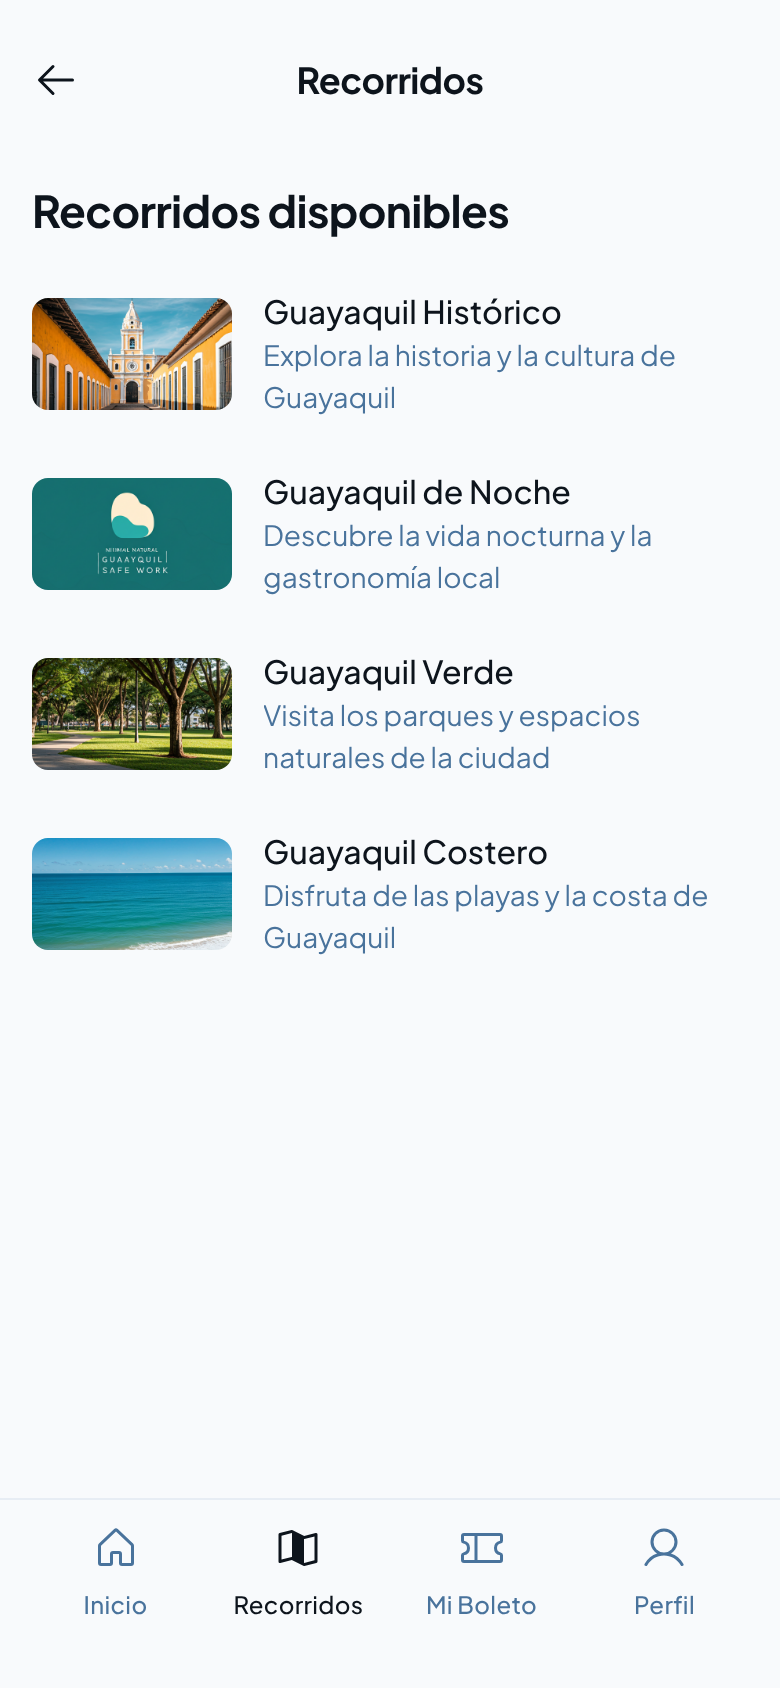 Recorridos
Recorridos disponibles
Guayaquil Histórico
Explora la historia y la cultura de
Guayaquil
Guayaquil de Noche
Descubre la vida nocturna y la
gastronomía local
NATURAL
GUAAYQUIL
SAFE WORK
Guayaquil Verde
Visita los parques y espacios
naturales de la ciudad
Guayaquil Costero
Disfruta de las playas y la costa de
Guayaquil
Inicio
Recorridos
Mi Boleto
Perfil